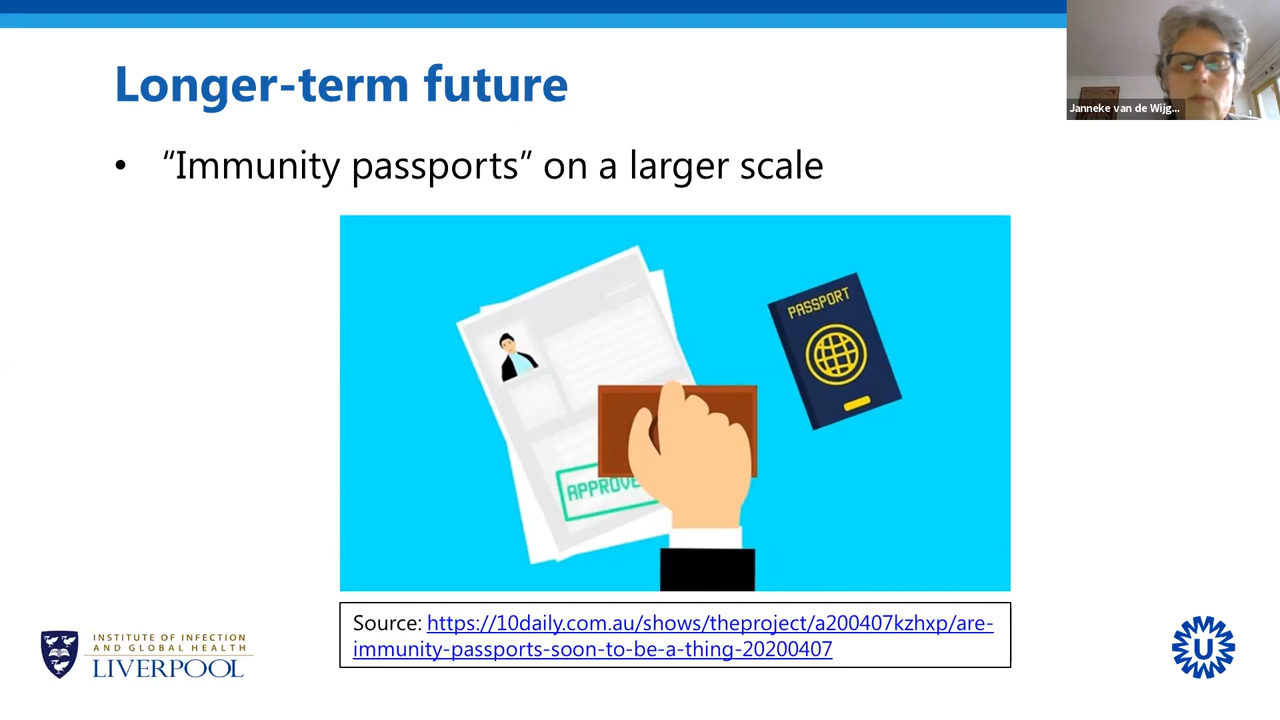 Longer-term future
Janneke van de Wijg...
• “Immunity passports” on a larger scale
PASSPORT
APPROVE
Source: https://10daily.com.au/shows/theproject/a200407kzhxp/are-
immunity-passports-soon-to-be-a-thing-20200407
INSTITUTE OF INFECTION
AND GLOBAL HEALTH
LIVERPOOL
U